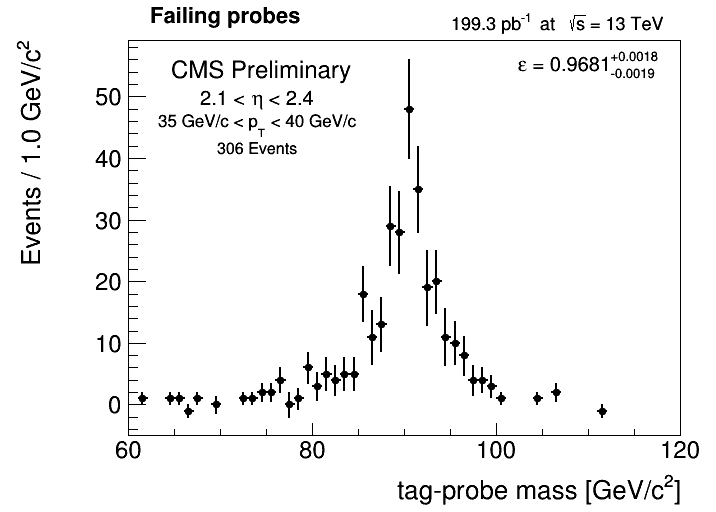 Failing probes
199.3 pb⁻¹ at √s = 13 TeV
CMS Preliminary
2.1 < η < 2.4
35 GeV/c < p_T < 40 GeV/c
306 Events
ε = 0.9681 +0.0018 -0.0019
Events / 1.0 GeV/c²
50
40
30
20
10
0
60 80 100 120
tag-probe mass [GeV/c²]